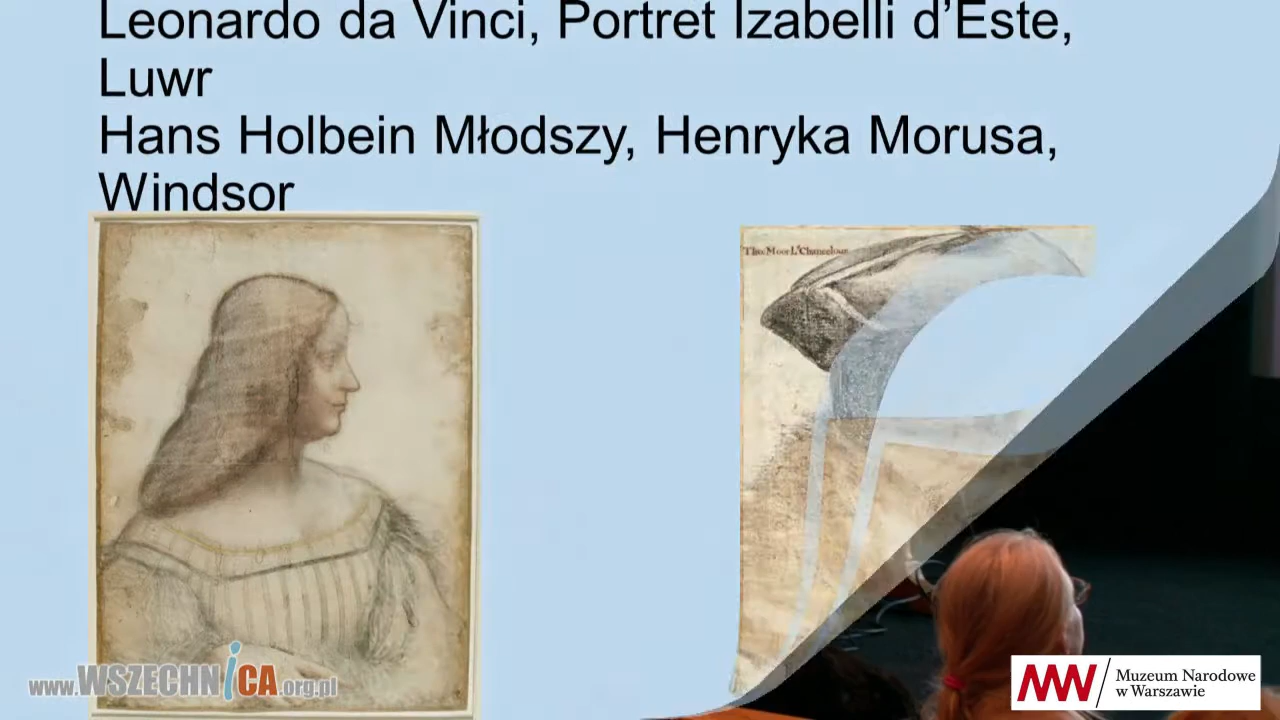 Leonardo da Vinci, Portret Izabelli d’Este,
Luwr
Hans Holbein Młodszy, Henryka Morusa,
Windsor
www.WSZECHNiCA.org.pl
MNW
Muzeum Narodowe
w Warszawie